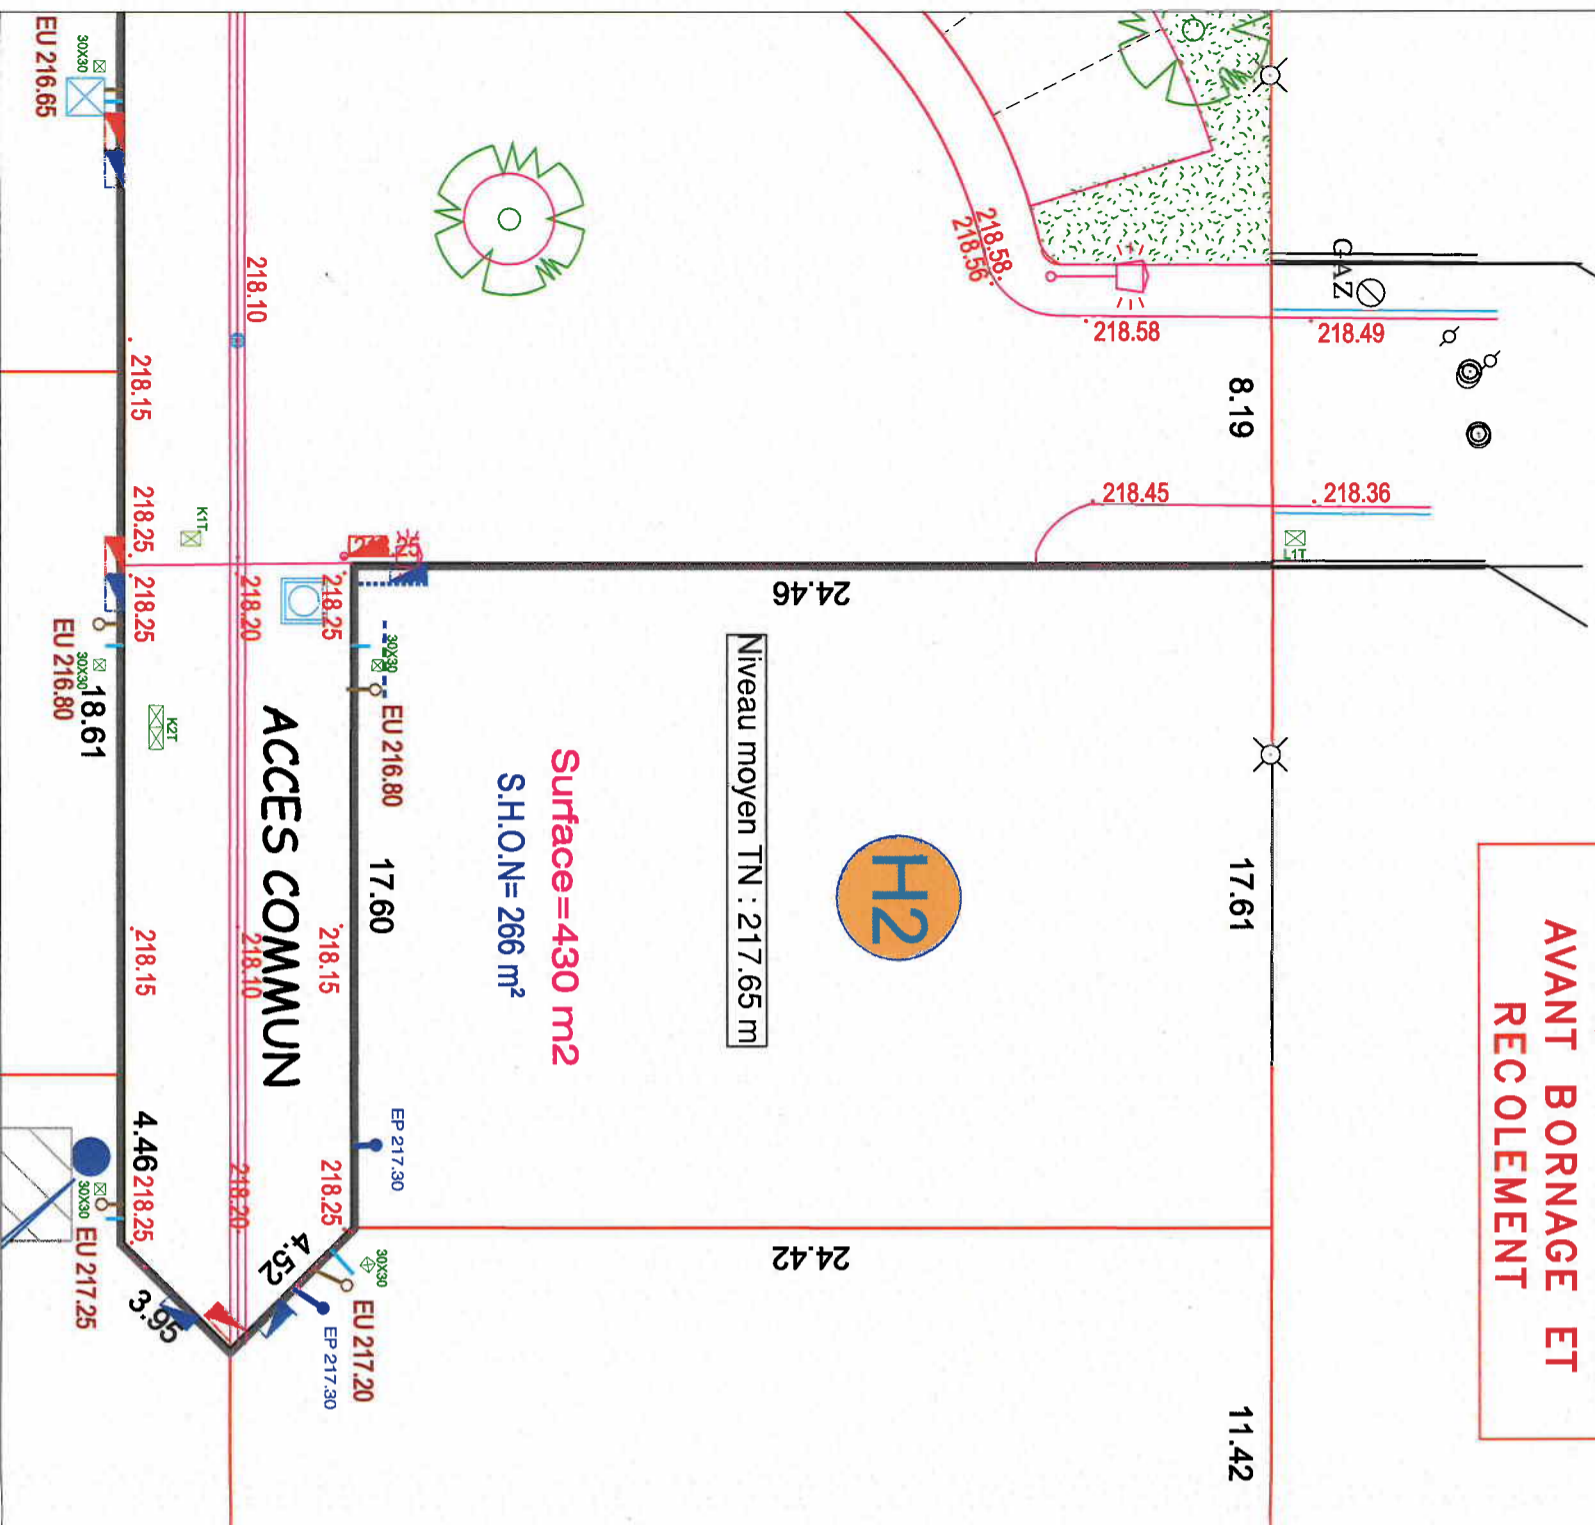 AVANT BORNAGE ET
RECOLEMENT
GAZ
218.49
218.36
L1T
8.19
17.61
11.42
218.58
218.45
218.58
218.56
H2
24.46
24.42
Niveau moyen TN : 217.65 m
Surface=430 m2
S.H.O.N= 266 m²
30X30
EU 216.80
17.60
EP 217.30
30X30
EU 217.20
EP 217.30
218.25
218.15
218.25
4.52
ACCES COMMUN
218.10
218.20
218.10
218.20
K1T
K2T
218.15
218.25
218.25
218.15
4.46
218.25
3.95
30X30
EU 216.65
30X30
18.61
EU 216.80
30X30
EU 217.25